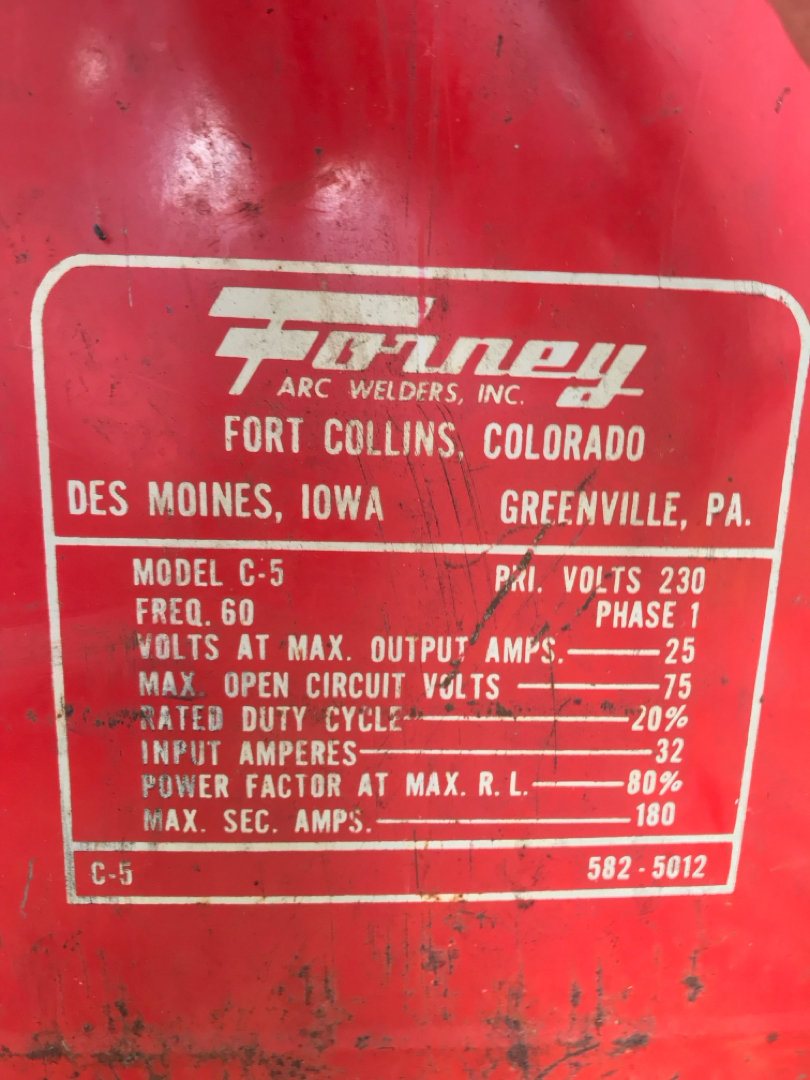 Forney
ARC WELDERS, INC.
FORT COLLINS, COLORADO
DES MOINES, IOWA GREENVILLE, PA.
MODEL C-5 PRI. VOLTS 230
FREQ. 60 PHASE 1
VOLTS AT MAX. OUTPUT AMPS. 25
MAX. OPEN CIRCUIT VOLTS 75
RATED DUTY CYCLE 20%
INPUT AMPERES 32
POWER FACTOR AT MAX. R.L. 80%
MAX. SEC. AMPS. 180
C-5 582-5012